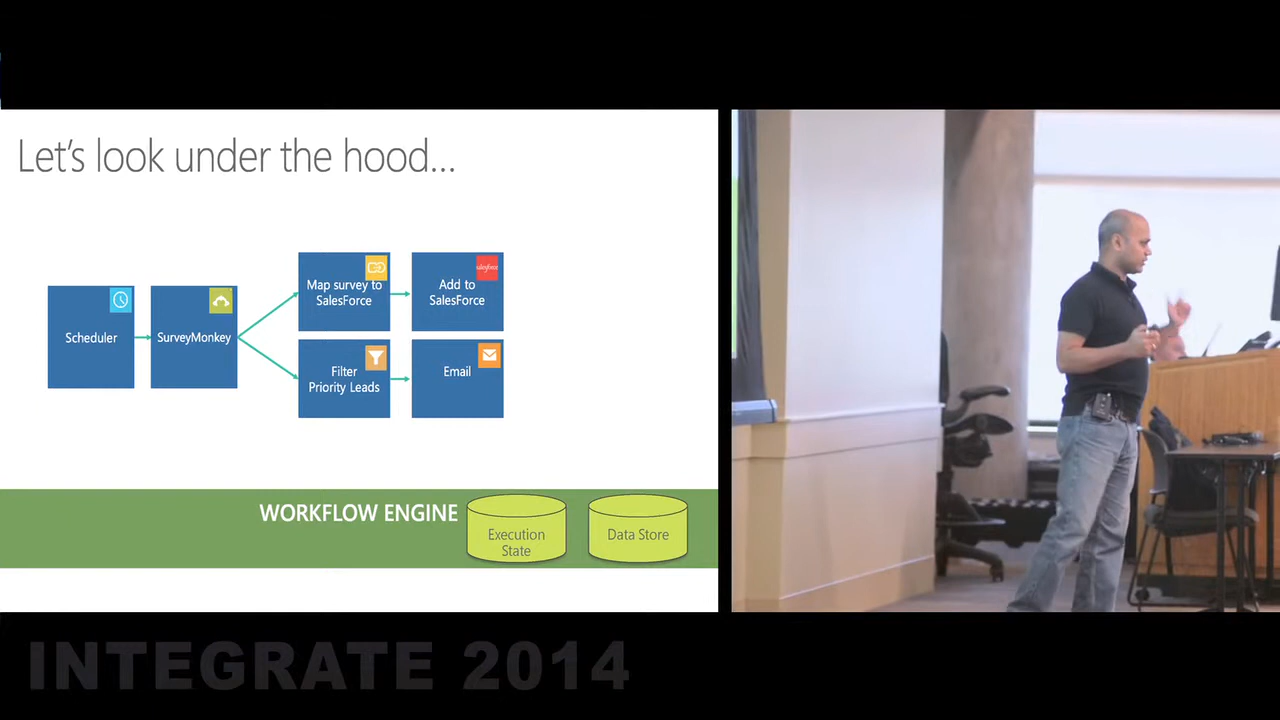 Let's look under the hood...
Scheduler
SurveyMonkey
Map survey to
SalesForce
salesforce
Add to
SalesForce
Filter
Priority Leads
Email
WORKFLOW ENGINE
Execution
State
Data Store
INTEGRATE 2014